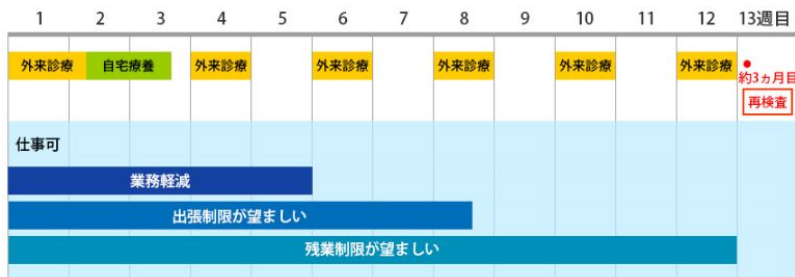 1 2 3 4 5 6 7 8 9 10 11 12 13週目
外来診療 自宅療養 外来診療 外来診療 外来診療 外来診療 外来診療
約3ヵ月目
再検査
仕事可
業務軽減
出張制限が望ましい
残業制限が望ましい